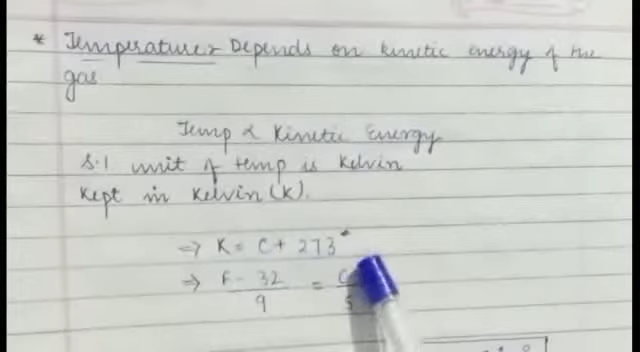 * Temperature→ Depends on kinetic energy of the
gas
Temp ∝ Kinetic Energy
S.I unit of temp is Kelvin
Kept in Kelvin (K).
⇒ K = C + 273
⇒ F - 32 / 9 = C / 5